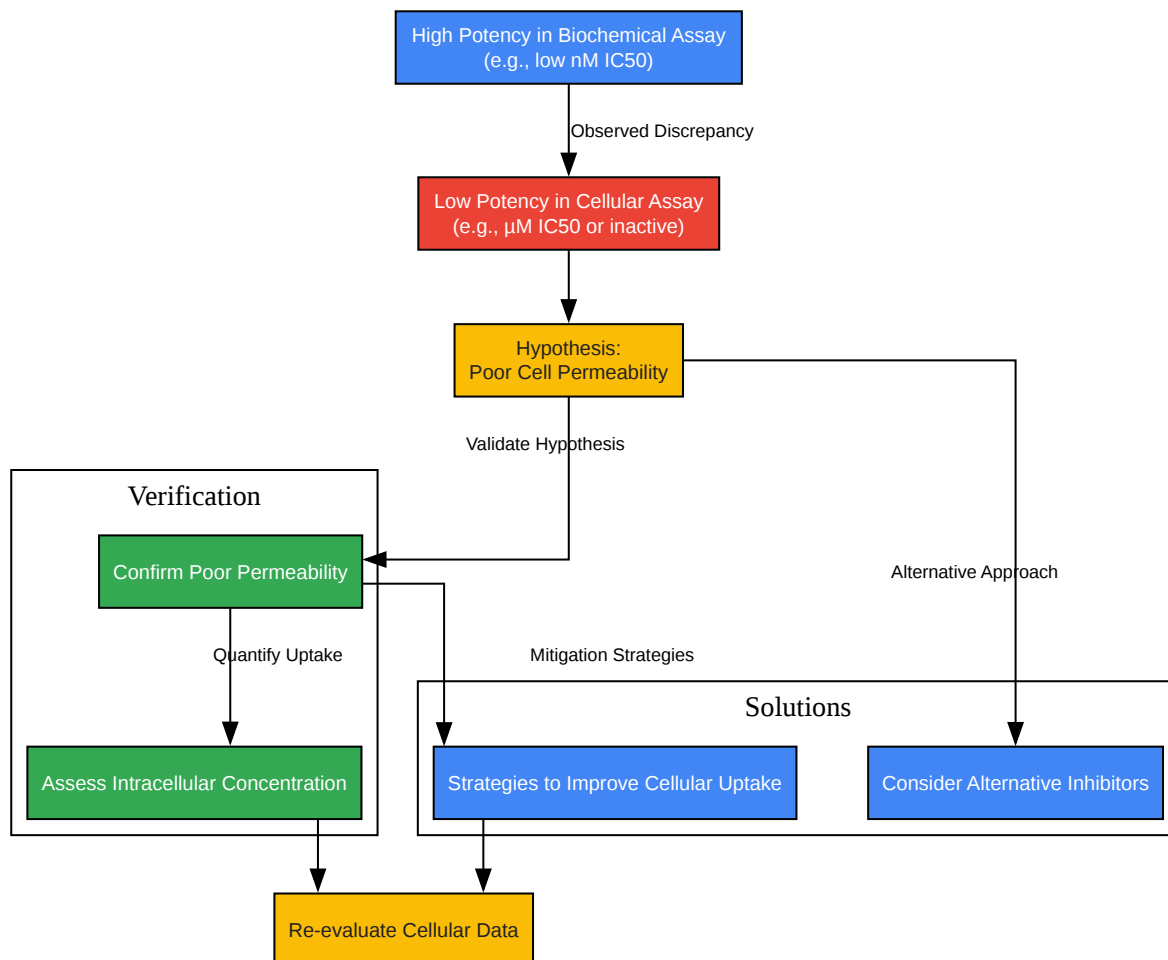 High Potency in Biochemical Assay
(e.g., low nM IC50)
Observed Discrepancy
Low Potency in Cellular Assay
(e.g., µM IC50 or inactive)
Hypothesis:
Poor Cell Permeability
Validate Hypothesis
Verification
Confirm Poor Permeability
Alternative Approach
Quantify Uptake
Mitigation Strategies
Solutions
Assess Intracellular Concentration
Strategies to Improve Cellular Uptake
Consider Alternative Inhibitors
Re-evaluate Cellular Data